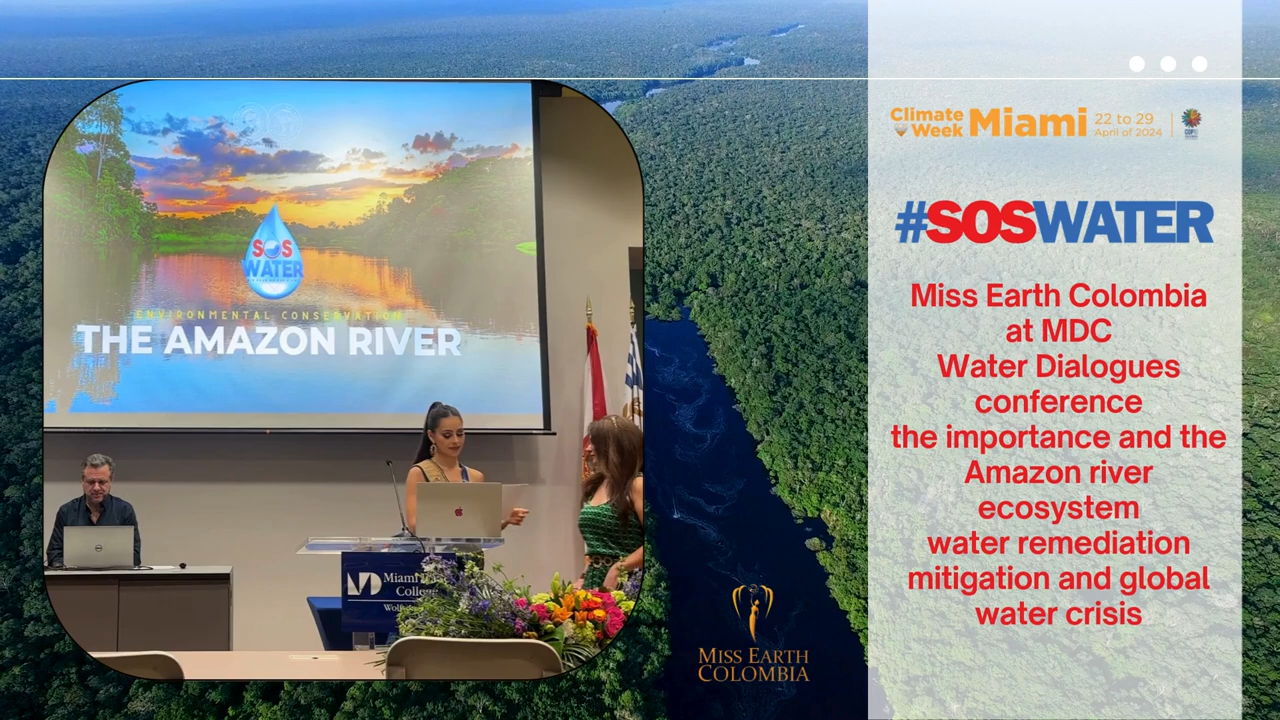 SOS
WATER
ENVIRONMENTAL CONSERVATION
THE AMAZON RIVER
Miami
College
MISS EARTH
COLOMBIA
Climate
Week
Miami
22 to 29
April of 2024
#SOSWATER
Miss Earth Colombia
at MDC
Water Dialogues
conference
the importance and the
Amazon river
ecosystem
water remediation
mitigation and global
water crisis